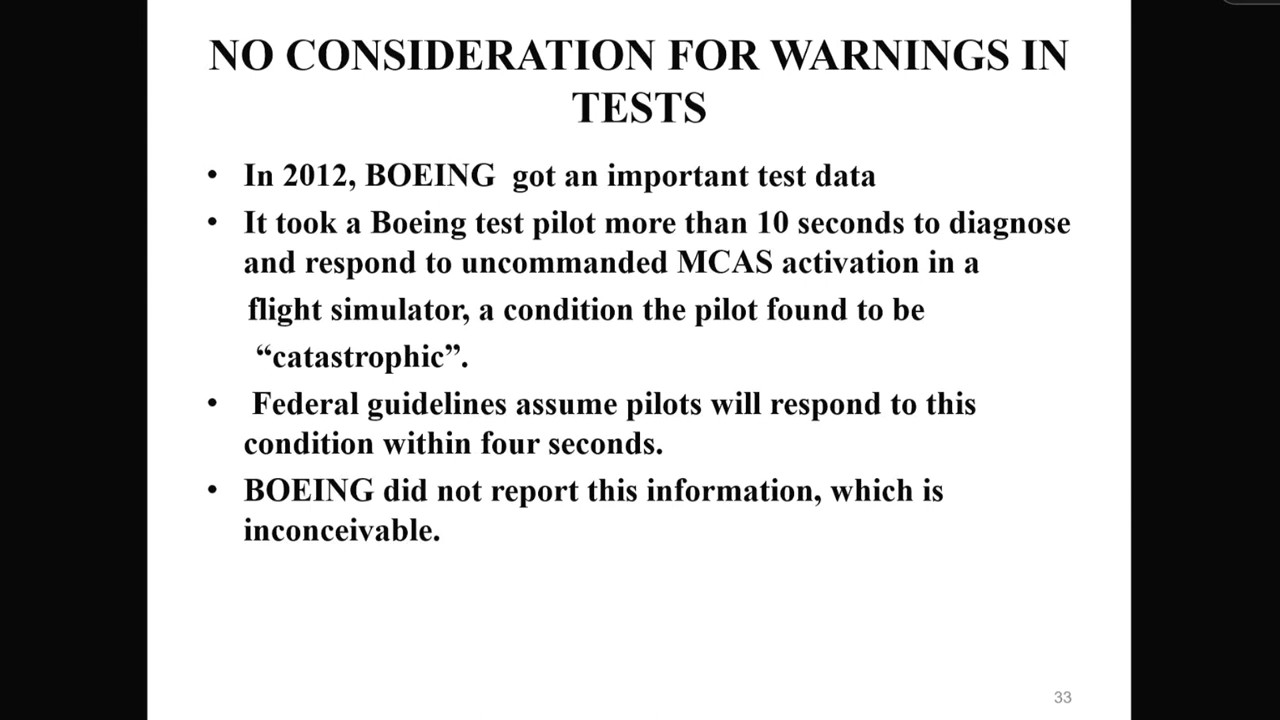 NO CONSIDERATION FOR WARNINGS IN
TESTS
• In 2012, BOEING  got an important test data
• It took a Boeing test pilot more than 10 seconds to diagnose
and respond to uncommanded MCAS activation in a
flight simulator, a condition the pilot found to be
“catastrophic”.
• Federal guidelines assume pilots will respond to this
condition within four seconds.
• BOEING did not report this information, which is
inconceivable.
33